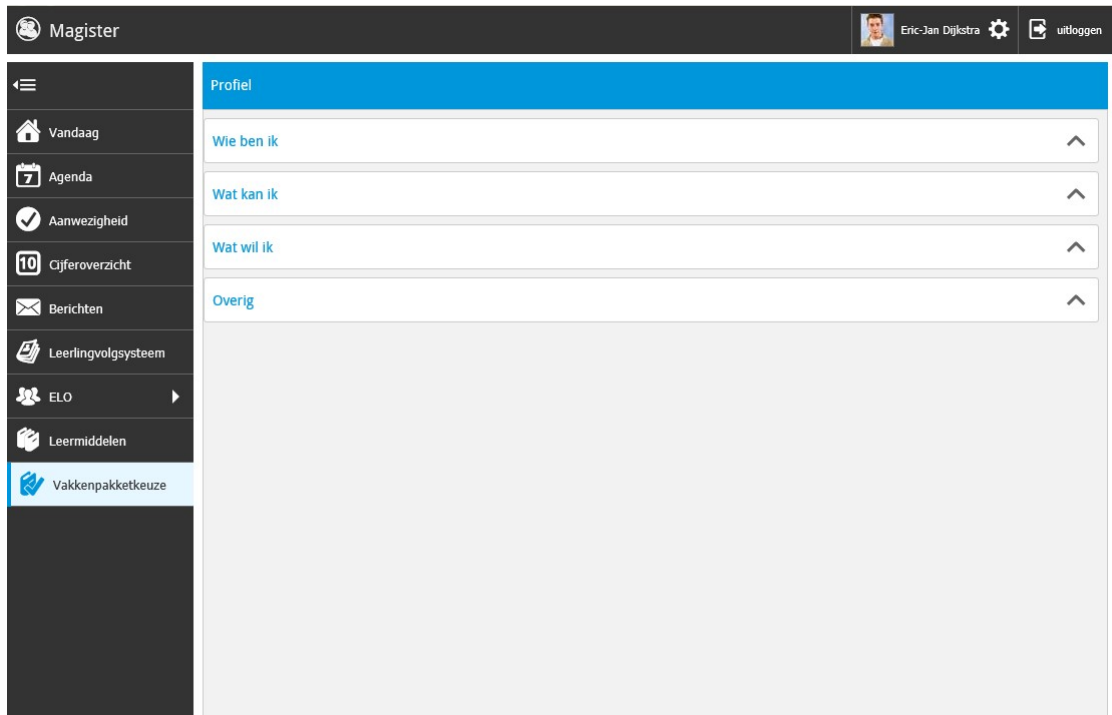 Magister
Eric-Jan Dijkstra
uitloggen
Profiel
Vandaag
Wie ben ik
7 Agenda
Wat kan ik
Aanwezigheid
Wat wil ik
10 Cijferoverzicht
Berichten
Overig
Leerlingvolgsysteem
ELO
Leermiddelen
Vakkenpakketkeuze